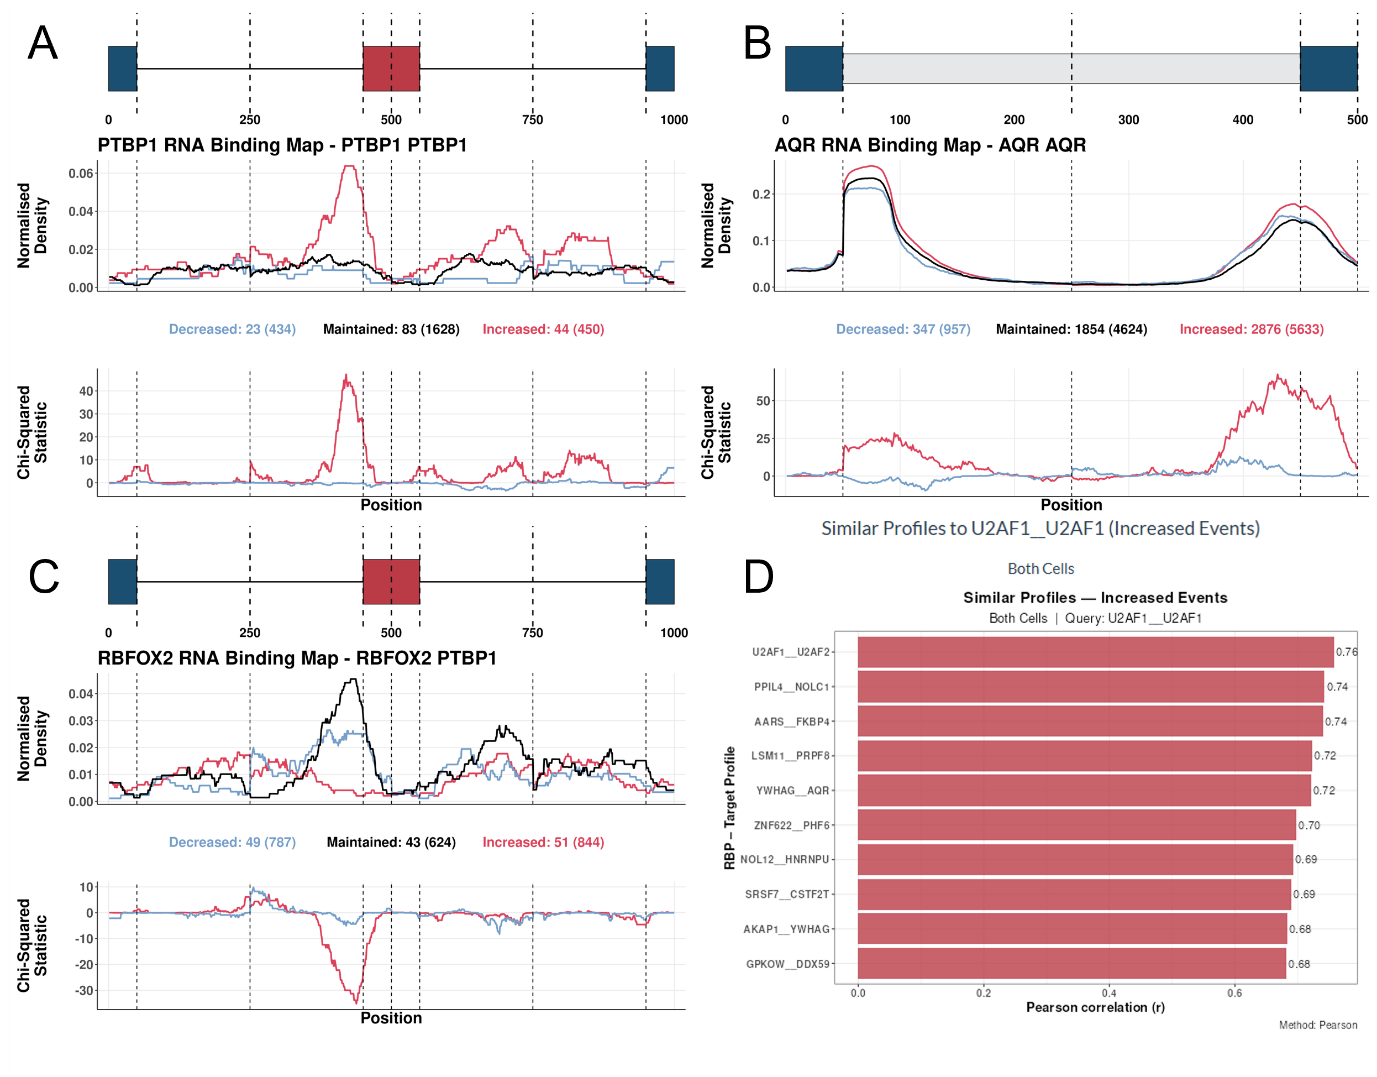 A
0 250 500 750 1000
PTBP1 RNA Binding Map - PTBP1 PTBP1
Normalised
Density
0.06
0.04
0.02
0.00
Decreased: 23 (434) Maintained: 83 (1628) Increased: 44 (450)
Chi-Squared
Statistic
40
30
20
10
0
Position
B
0 100 200 300 400 500
AQR RNA Binding Map - AQR AQR
Normalised
Density
0.2
0.1
0.0
Decreased: 347 (957) Maintained: 1854 (4624) Increased: 2876 (5633)
Chi-Squared
Statistic
50
25
0
Position
C
0 250 500 750 1000
RBFOX2 RNA Binding Map - RBFOX2 PTBP1
Normalised
Density
0.04
0.03
0.02
0.01
0.00
Decreased: 49 (787) Maintained: 43 (624) Increased: 51 (844)
Chi-Squared
Statistic
10
0
-10
-20
-30
Position
Similar Profiles to U2AF1__U2AF1 (Increased Events)
D
Both Cells
Similar Profiles — Increased Events
Both Cells | Query: U2AF1__U2AF1
RBP – Target Profile
U2AF1__U2AF2 0.76
PPIL4__NOLC1 0.74
AARS__FKBP4 0.74
LSM11__PRPF8 0.72
YWHAG__AQR 0.72
ZNF622__PHF6 0.70
NOL12__HNRNPU 0.69
SRSF7__CSTF2T 0.69
AKAP1__YWHAG 0.68
GPKOW__DDX59 0.68
0.0 0.2 0.4 0.6
Pearson correlation (r)
Method: Pearson